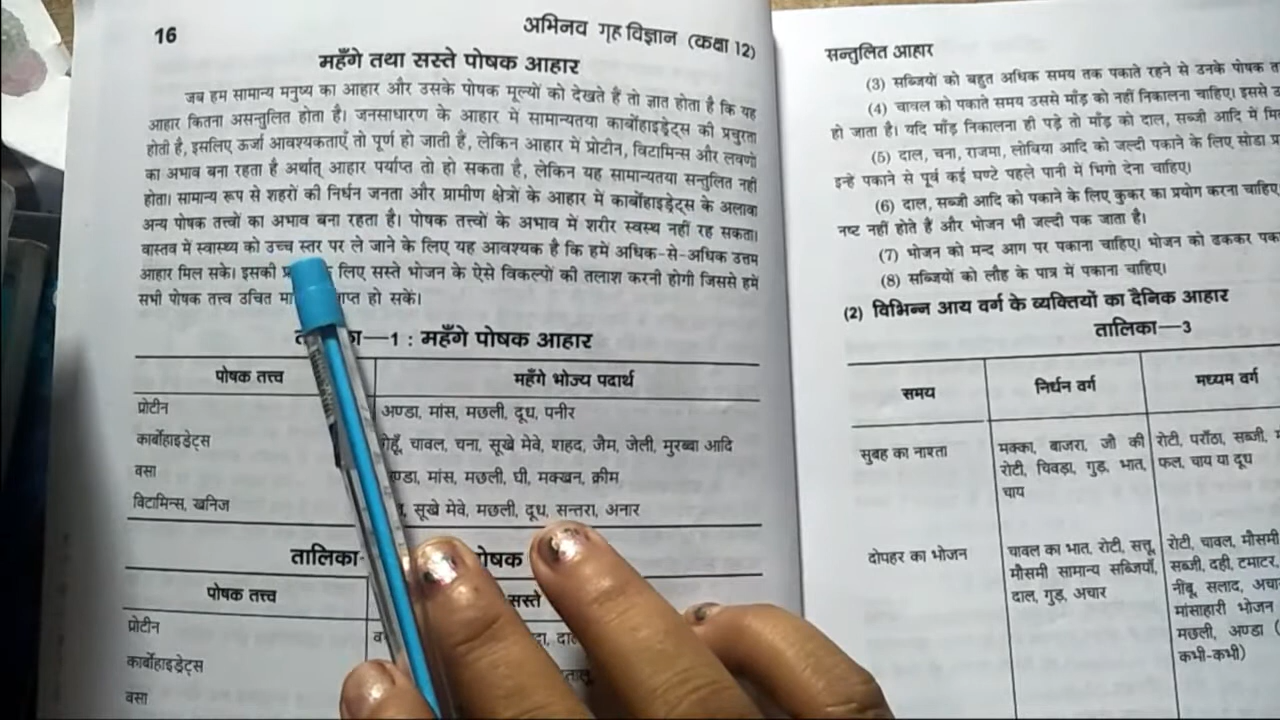 16
अभिनव गृह विज्ञान (कक्षा 12)
महँगे तथा सस्ते पोषक आहार
जब हम सामान्य मनुष्य का आहार और उसके पोषक मूल्यों को देखते हैं तो ज्ञात होता है कि यह
आहार कितना असन्तुलित होता है। जनसाधारण के आहार में सामान्यतया कार्बोहाइड्रेट्स की प्रचुरता
होती है, इसलिए ऊर्जा आवश्यकताएँ तो पूर्ण हो जाती हैं, लेकिन आहार में प्रोटीन, विटामिन्स और लवणों
का अभाव बना रहता है अर्थात् आहार पर्याप्त तो हो सकता है, लेकिन यह सामान्यतया सन्तुलित नहीं
होता। सामान्य रूप से शहरों की निर्धन जनता और ग्रामीण क्षेत्रों के आहार में कार्बोहाइड्रेट्स के अलावा
अन्य पोषक तत्त्वों का अभाव बना रहता है। पोषक तत्त्वों के अभाव में शरीर स्वस्थ नहीं रह सकता।
वास्तव में स्वास्थ्य को उच्च स्तर पर ले जाने के लिए यह आवश्यक है कि हमें अधिक-से-अधिक उत्तम
आहार मिल सके। इसकी के लिए सस्ते भोजन के ऐसे विकल्पों की तलाश करनी होगी जिससे हमें
सभी पोषक तत्त्व उचित हो सकें।
—1 : महँगे पोषक आहार
पोषक तत्त्व महँगे भोज्य पदार्थ
प्रोटीन अण्डा, मांस, मछली, दूध, पनीर
कार्बोहाइड्रेट्स गेहूँ, चावल, चना, सूखे मेवे, शहद, जैम, जेली, मुरब्बा आदि
वसा मांस, मछली, घी, मक्खन, क्रीम
विटामिन्स, खनिज सूखे मेवे, मछली, दूध, सन्तरा, अनार
तालिका- पोषक
पोषक तत्त्व सस्ते
प्रोटीन
कार्बोहाइड्रेट्स
वसा
सन्तुलित आहार
(3) सब्जियों को बहुत अधिक समय तक पकाते रहने से उनके पोषक
(4) चावल को पकाते समय उससे माँड़ को नहीं निकालना चाहिए। इससे
हो जाता है। यदि माँड़ निकालना ही पड़े तो माँड़ को दाल, सब्जी आदि में
(5) दाल, चना, राजमा, लोबिया आदि को जल्दी पकाने के लिए सोडा
इन्हें पकाने से पूर्व कई घण्टे पहले पानी में भिगो देना चाहिए।
(6) दाल, सब्जी आदि को पकाने के लिए कुकर का प्रयोग करना चाहिए
नष्ट नहीं होते हैं और भोजन भी जल्दी पक जाता है।
(7) भोजन को मन्द आग पर पकाना चाहिए। भोजन को ढककर
(8) सब्जियों को लौह के पात्र में पकाना चाहिए।
(2) विभिन्न आय वर्ग के व्यक्तियों का दैनिक आहार
तालिका—3
समय निर्धन वर्ग मध्यम वर्ग
सुबह का नाश्ता
मक्का, बाजरा, जौ की
रोटी, चिवड़ा, गुड़, भात,
चाय
रोटी, पराँठा, सब्जी,
फल, चाय या दूध
दोपहर का भोजन
चावल का भात, रोटी, सत्तू,
मौसमी सामान्य सब्जियाँ,
दाल, गुड़, अचार
रोटी, चावल, मौसमी
सब्जी, दही, टमाटर,
नींबू, सलाद,
मांसाहारी भोजन
मछली, अण्डा
कभी-कभी)